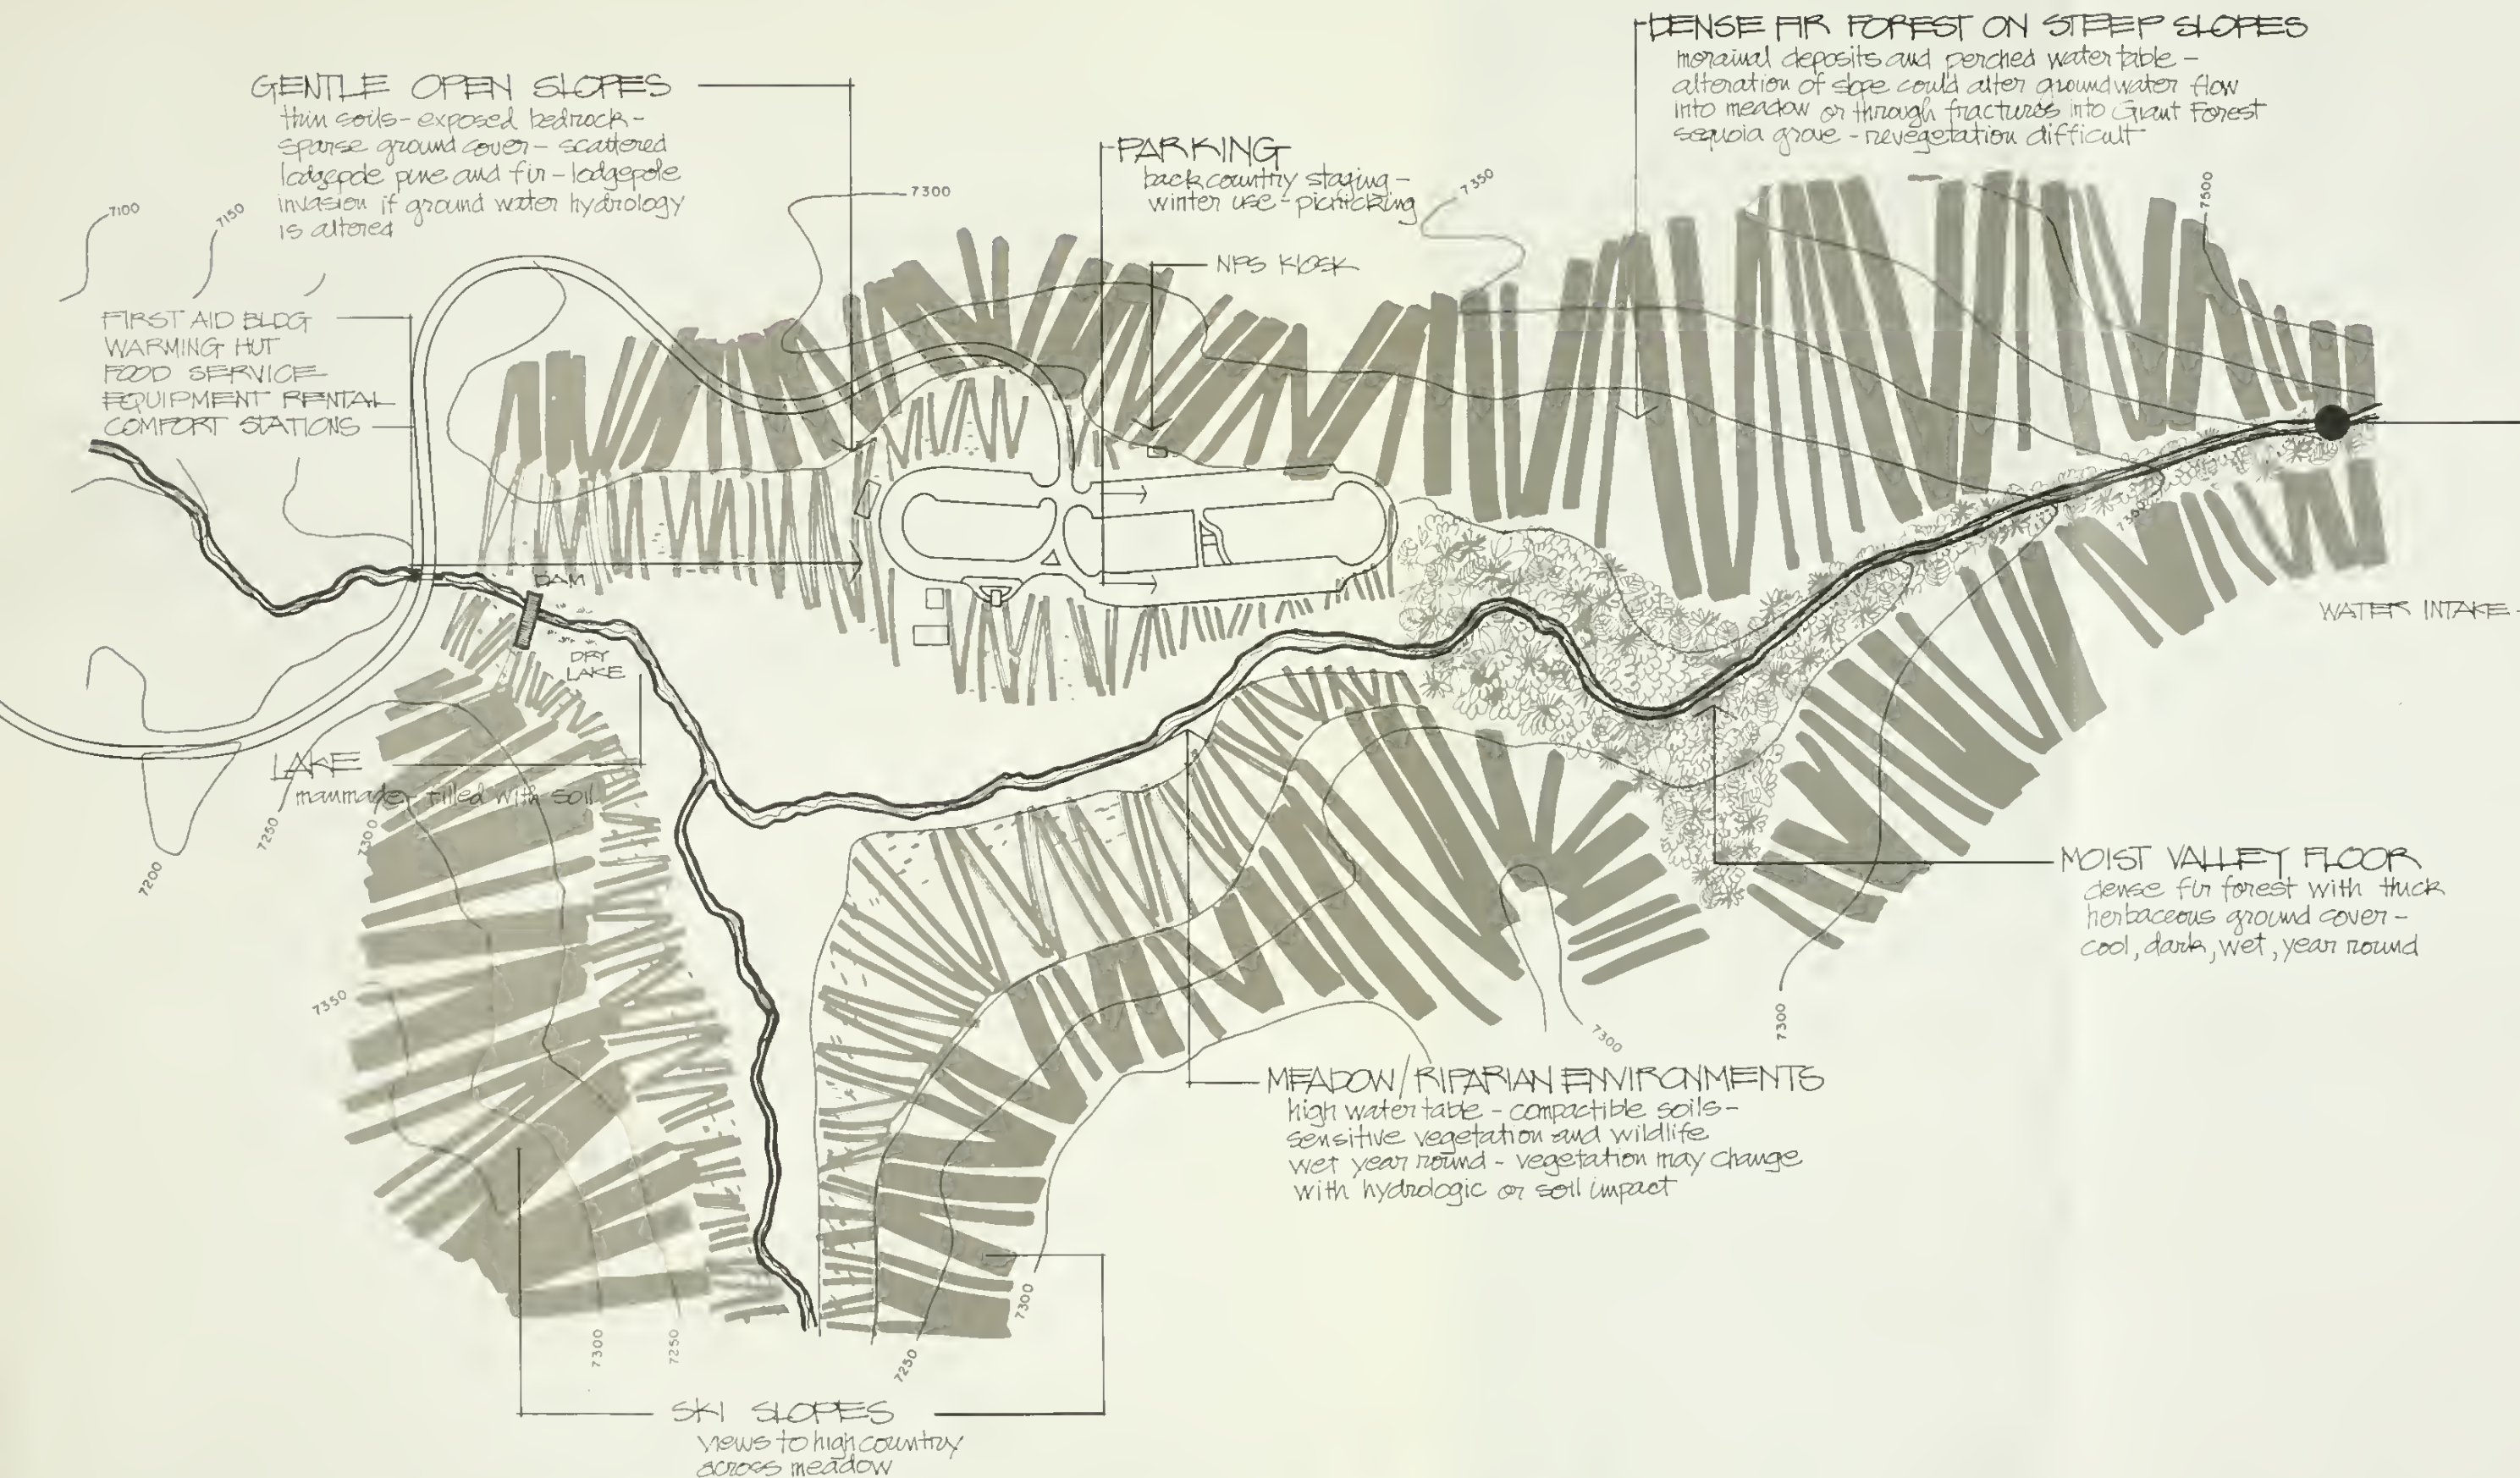 DENSE FIR FOREST ON STEEP SLOPES
morainal deposits and perched water table -
alteration of slope could alter groundwater flow
into meadow or through fractures into Giant Forest
sequoia grove - revegetation difficult
GENTLE OPEN SLOPES
thin soils - exposed bedrock -
sparse ground cover - scattered
lodgepole pine and fir - lodgepole
invasion if ground water hydrology
is altered
PARKING
back country staging -
winter use - picnicking
NPS KIOSK
7100
7150
7300
7350
7500
FIRST AID BLDG
WARMING HUT
FOOD SERVICE
EQUIPMENT RENTAL
COMFORT STATIONS
DAM
DRY
LAKE
7300
WATER INTAKE
LAKE
manmade, filled with soil
7200
7250
7300
7350
MOIST VALLEY FLOOR
dense fir forest with thick
herbaceous ground cover -
cool, dark, wet, year round
7300
7300
MEADOW/RIPARIAN ENVIRONMENTS
high water table - compactible soils -
sensitive vegetation and wildlife
wet year round - vegetation may change
with hydrologic or soil impact
7300
7250
7250
7300
SKI SLOPES
views to high country
across meadow